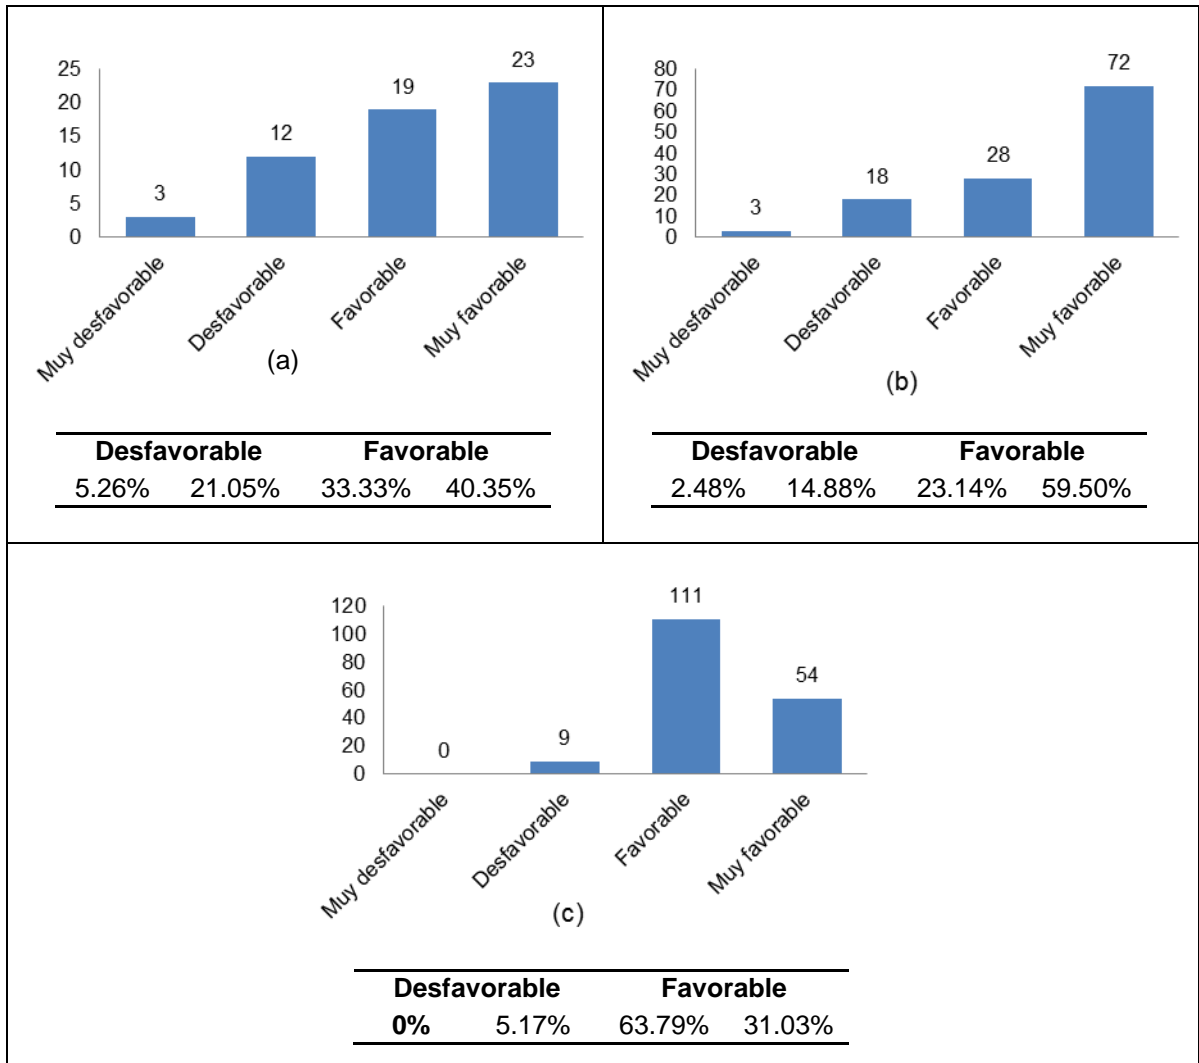 25
20
15
10
5
0
3
12
19
23
Muy desfavorable
Desfavorable
Favorable
Muy favorable
(a)
Desfavorable Favorable
5.26% 21.05% 33.33% 40.35%
80
70
60
50
40
30
20
10
0
3
18
28
72
Muy desfavorable
Desfavorable
Favorable
Muy favorable
(b)
Desfavorable Favorable
2.48% 14.88% 23.14% 59.50%
120
100
80
60
40
20
0
0
9
111
54
Muy desfavorable
Desfavorable
Favorable
Muy favorable
(c)
Desfavorable Favorable
0% 5.17% 63.79% 31.03%